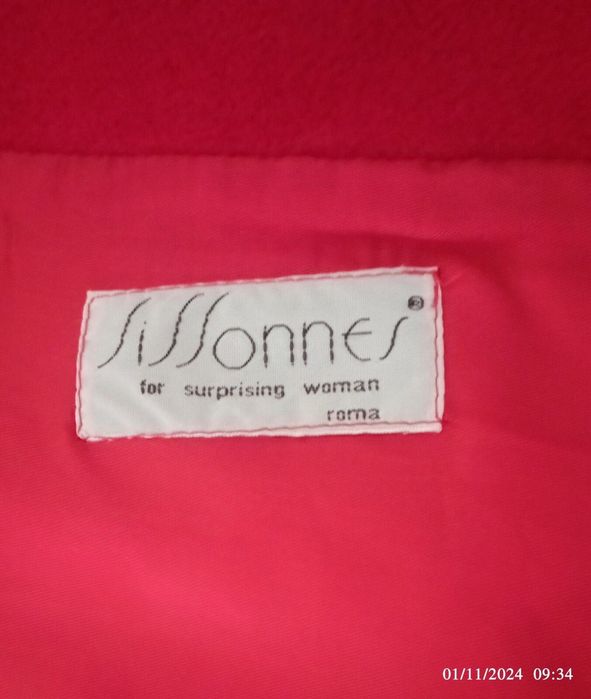 SiSSonnes®
for surprising woman
roma
01/11/2024 09:34